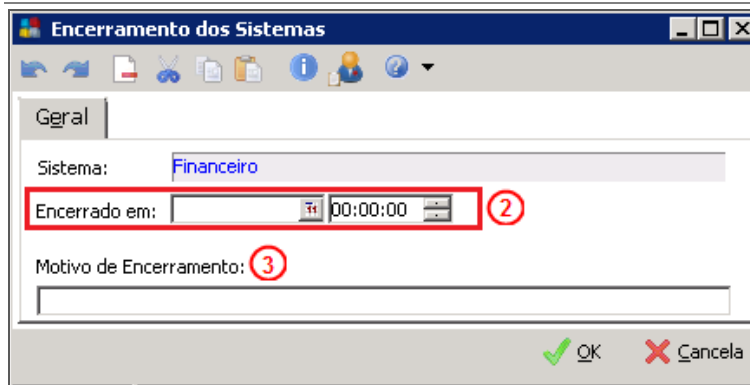 Encerramento dos Sistemas
Geral
Sistema: Financeiro
Encerrado em: 00:00:00 2
Motivo de Encerramento: 3
OK Cancela